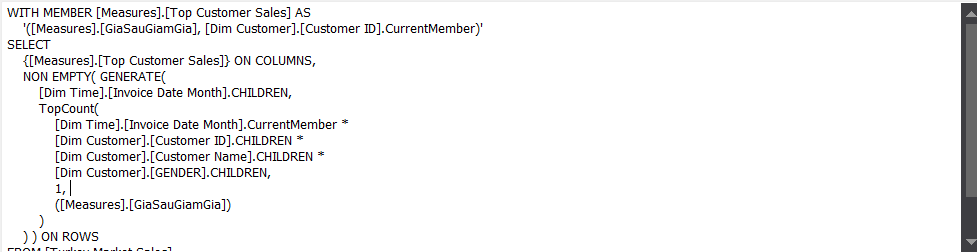 WITH MEMBER [Measures].[Top Customer Sales] AS
'([Measures].[GiaSauGiamGia], [Dim Customer].[Customer ID].CurrentMember)'
SELECT
{[Measures].[Top Customer Sales]} ON COLUMNS,
NON EMPTY( GENERATE(
[Dim Time].[Invoice Date Month].CHILDREN,
TopCount(
[Dim Time].[Invoice Date Month].CurrentMember *
[Dim Customer].[Customer ID].CHILDREN *
[Dim Customer].[Customer Name].CHILDREN *
[Dim Customer].[GENDER].CHILDREN,
1,
([Measures].[GiaSauGiamGia])
)
) ) ON ROWS
FROM [Turkey Market Sales]